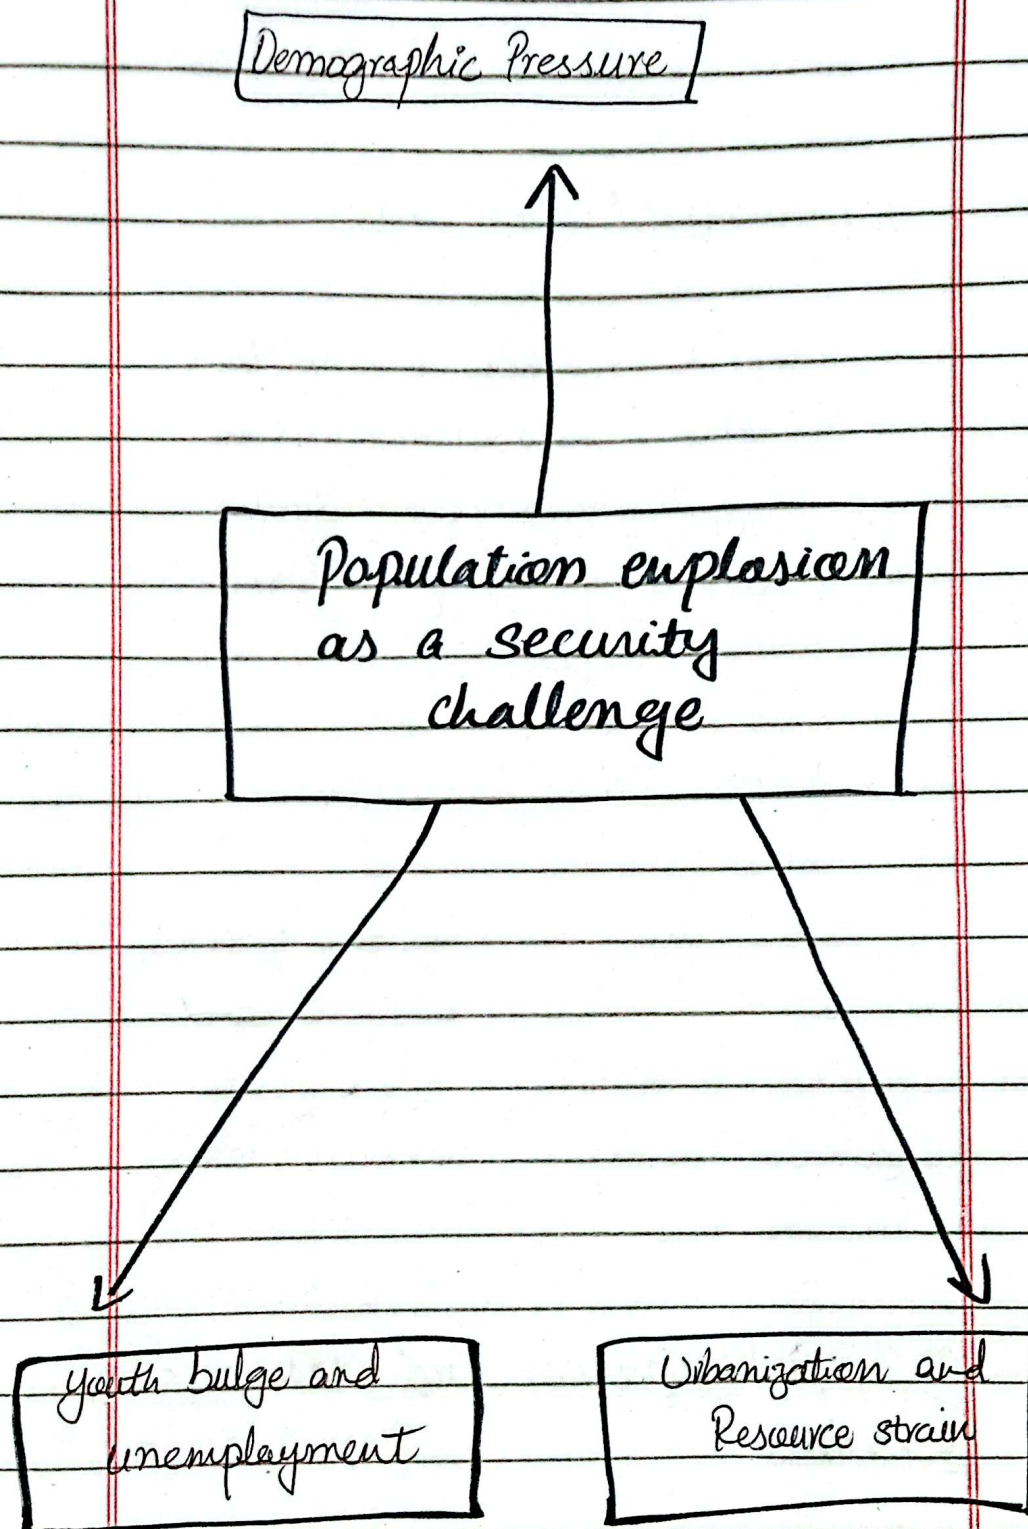 Demographic Pressure
Population explosion
as a security
challenge
Youth bulge and
unemployment
Urbanization and
Resource strain